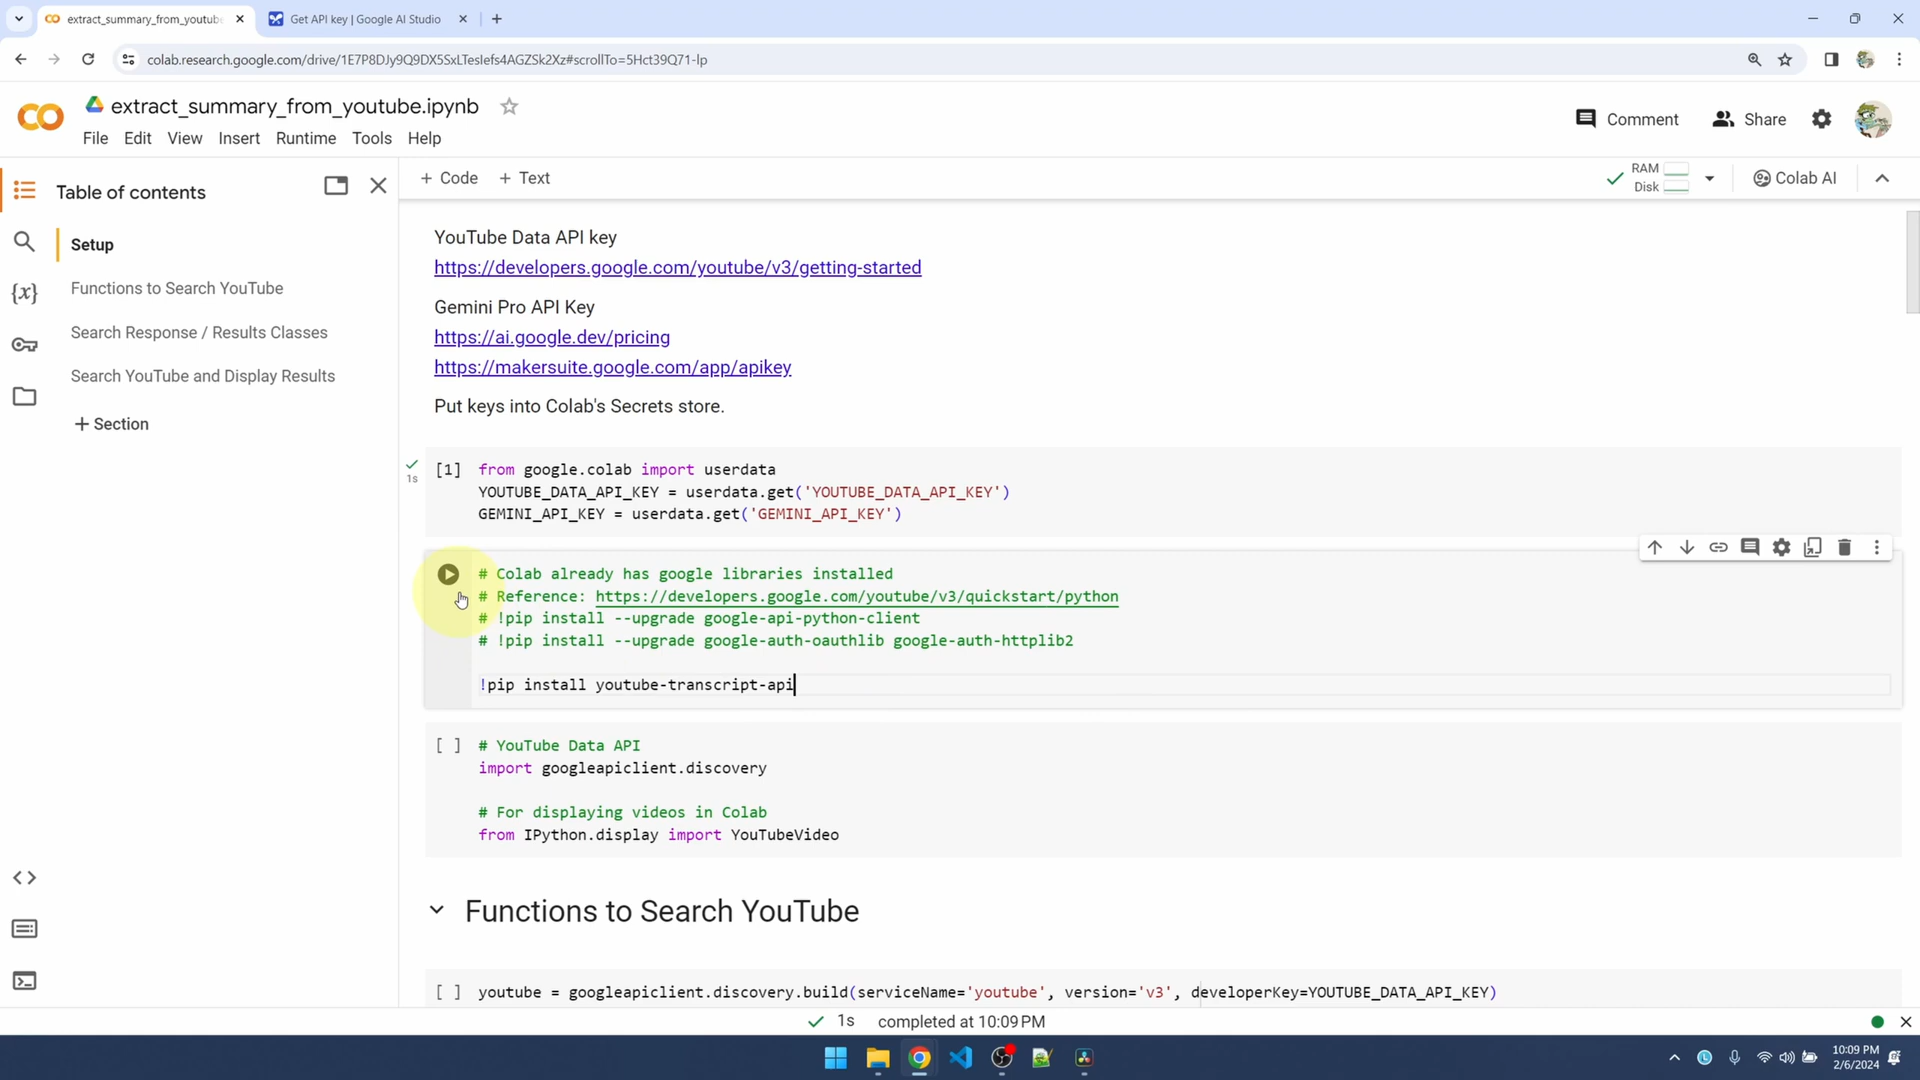 extract_summary_from_youtube
Get API key | Google AI Studio
colab.research.google.com/drive/1E7P8DJy9Q9DX5SxLTesIefs4AGZSk2Xz#scrollTo=5Hct39Q71-lp
extract_summary_from_youtube.ipynb
File Edit View Insert Runtime Tools Help
Comment Share
Table of contents
+ Code + Text
RAM
Disk
Colab AI
Setup
Functions to Search YouTube
Search Response / Results Classes
Search YouTube and Display Results
+ Section
YouTube Data API key
https://developers.google.com/youtube/v3/getting-started
Gemini Pro API Key
https://ai.google.dev/pricing
https://makersuite.google.com/app/apikey
Put keys into Colab's Secrets store.
1s
[1] from google.colab import userdata
YOUTUBE_DATA_API_KEY = userdata.get('YOUTUBE_DATA_API_KEY')
GEMINI_API_KEY = userdata.get('GEMINI_API_KEY')
# Colab already has google libraries installed
# Reference: https://developers.google.com/youtube/v3/quickstart/python
# !pip install --upgrade google-api-python-client
# !pip install --upgrade google-auth-oauthlib google-auth-httplib2
!pip install youtube-transcript-api
[ ] # YouTube Data API
import googleapiclient.discovery
# For displaying videos in Colab
from IPython.display import YouTubeVideo
Functions to Search YouTube
[ ] youtube = googleapiclient.discovery.build(serviceName='youtube', version='v3', developerKey=YOUTUBE_DATA_API_KEY)
1s completed at 10:09 PM
10:09 PM
2/6/2024